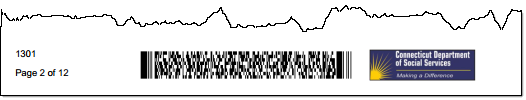 1301
Page 2 of 12
Connecticut Department
of Social Services
Making a Difference